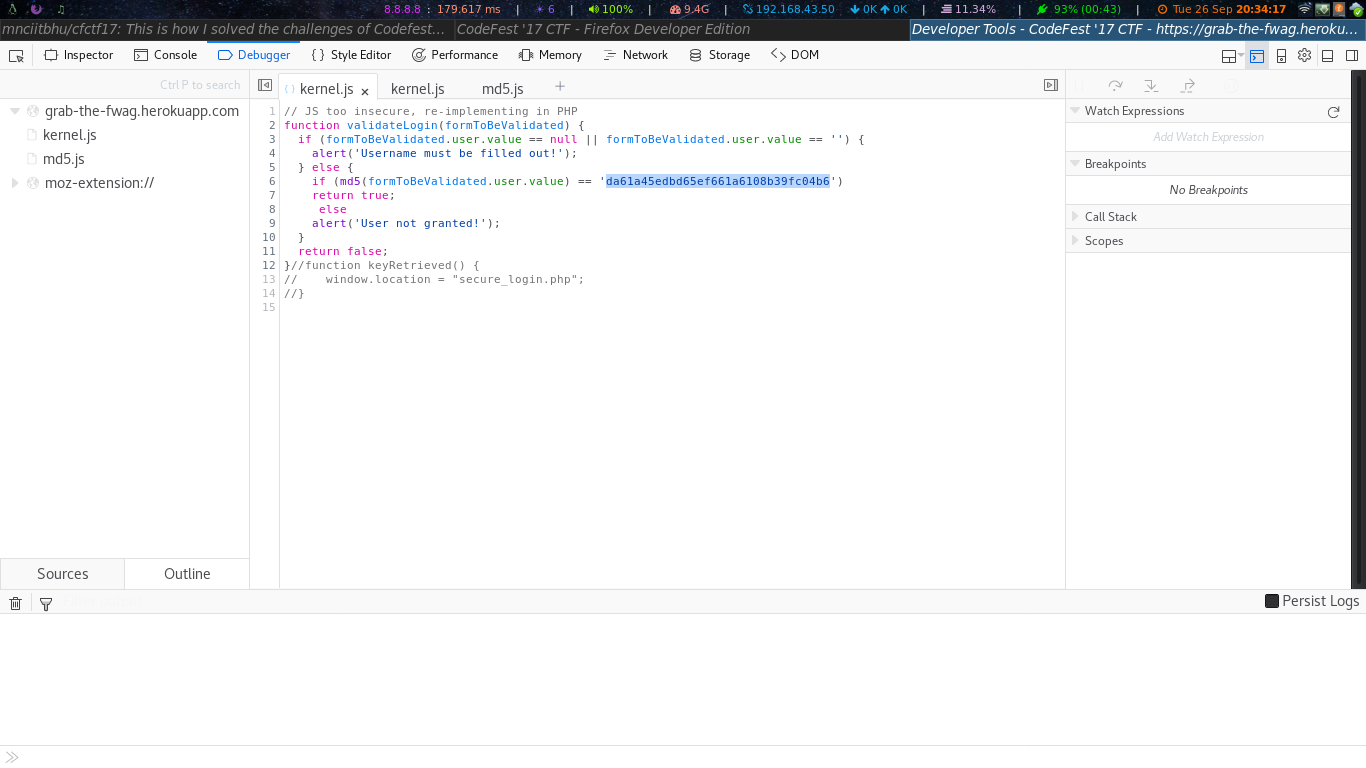 8.8.8.8 : 179.617 ms | 6 | 100% | 9.4G | 192.168.43.50 0K 0K | 11.34% | 93% (00:43) | Tue 26 Sep 20:34:17
mnciitbhu/cfctf17: This is how I solved the challenges of Codefest... CodeFest '17 CTF - Firefox Developer Edition Developer Tools - CodeFest '17 CTF - https://grab-the-fwag.heroku...
Inspector Console Debugger {} Style Editor Performance Memory Network Storage DOM
Ctrl P to search kernel.js × kernel.js md5.js +
grab-the-fwag.herokuapp.com
kernel.js
md5.js
moz-extension://
1 // JS too insecure, re-implementing in PHP
2 function validateLogin(formToBeValidated) {
3 if (formToBeValidated.user.value == null || formToBeValidated.user.value == '') {
4 alert('Username must be filled out!');
5 } else {
6 if (md5(formToBeValidated.user.value) == 'da61a45edbd65ef661a6108b39fc04b6')
7 return true;
8 else
9 alert('User not granted!');
10 }
11 return false;
12 }//function keyRetrieved() {
13 // window.location = "secure_login.php";
14 //}
15
Watch Expressions
Add Watch Expression
Breakpoints
No Breakpoints
Call Stack
Scopes
Sources Outline
Persist Logs